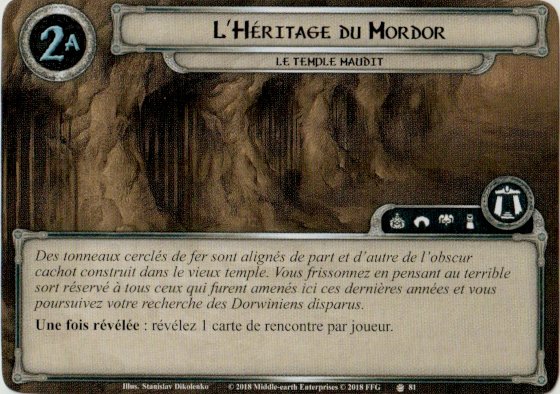 2A
L'Héritage du Mordor
Le Temple Maudit
Des tonneaux cerclés de fer sont alignés de part et d'autre de l'obscur
cachot construit dans le vieux temple. Vous frissonnez en pensant au terrible
sort réservé à tous ceux qui furent amenés ici ces dernières années et vous
poursuivez votre recherche des Dorwiniens disparus.
Une fois révélée : révélez 1 carte de rencontre par joueur.
Illus. Stanislav Dikolenko © 2018 Middle-earth Enterprises © 2018 FFG 81